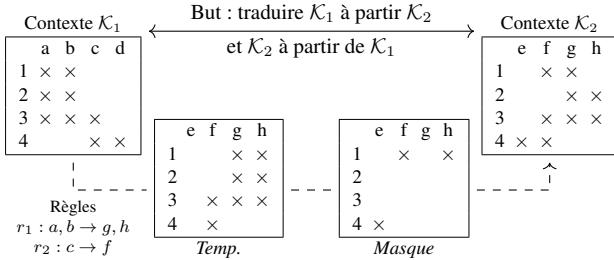 Contexte K₁
But : traduire K₁ à partir K₂
et K₂ à partir de K₁
Contexte K₂
a b c d
1 × ×
2 × ×
3 × × ×
4 × ×
e f g h
1 × ×
2 × ×
3 × × ×
4 × ×
e f g h
1 × ×
2 × ×
3 × × ×
4 ×
Temp.
e f g h
1 × ×
2
3
4 ×
Masque
Règles
r₁ : a, b → g, h
r₂ : c → f